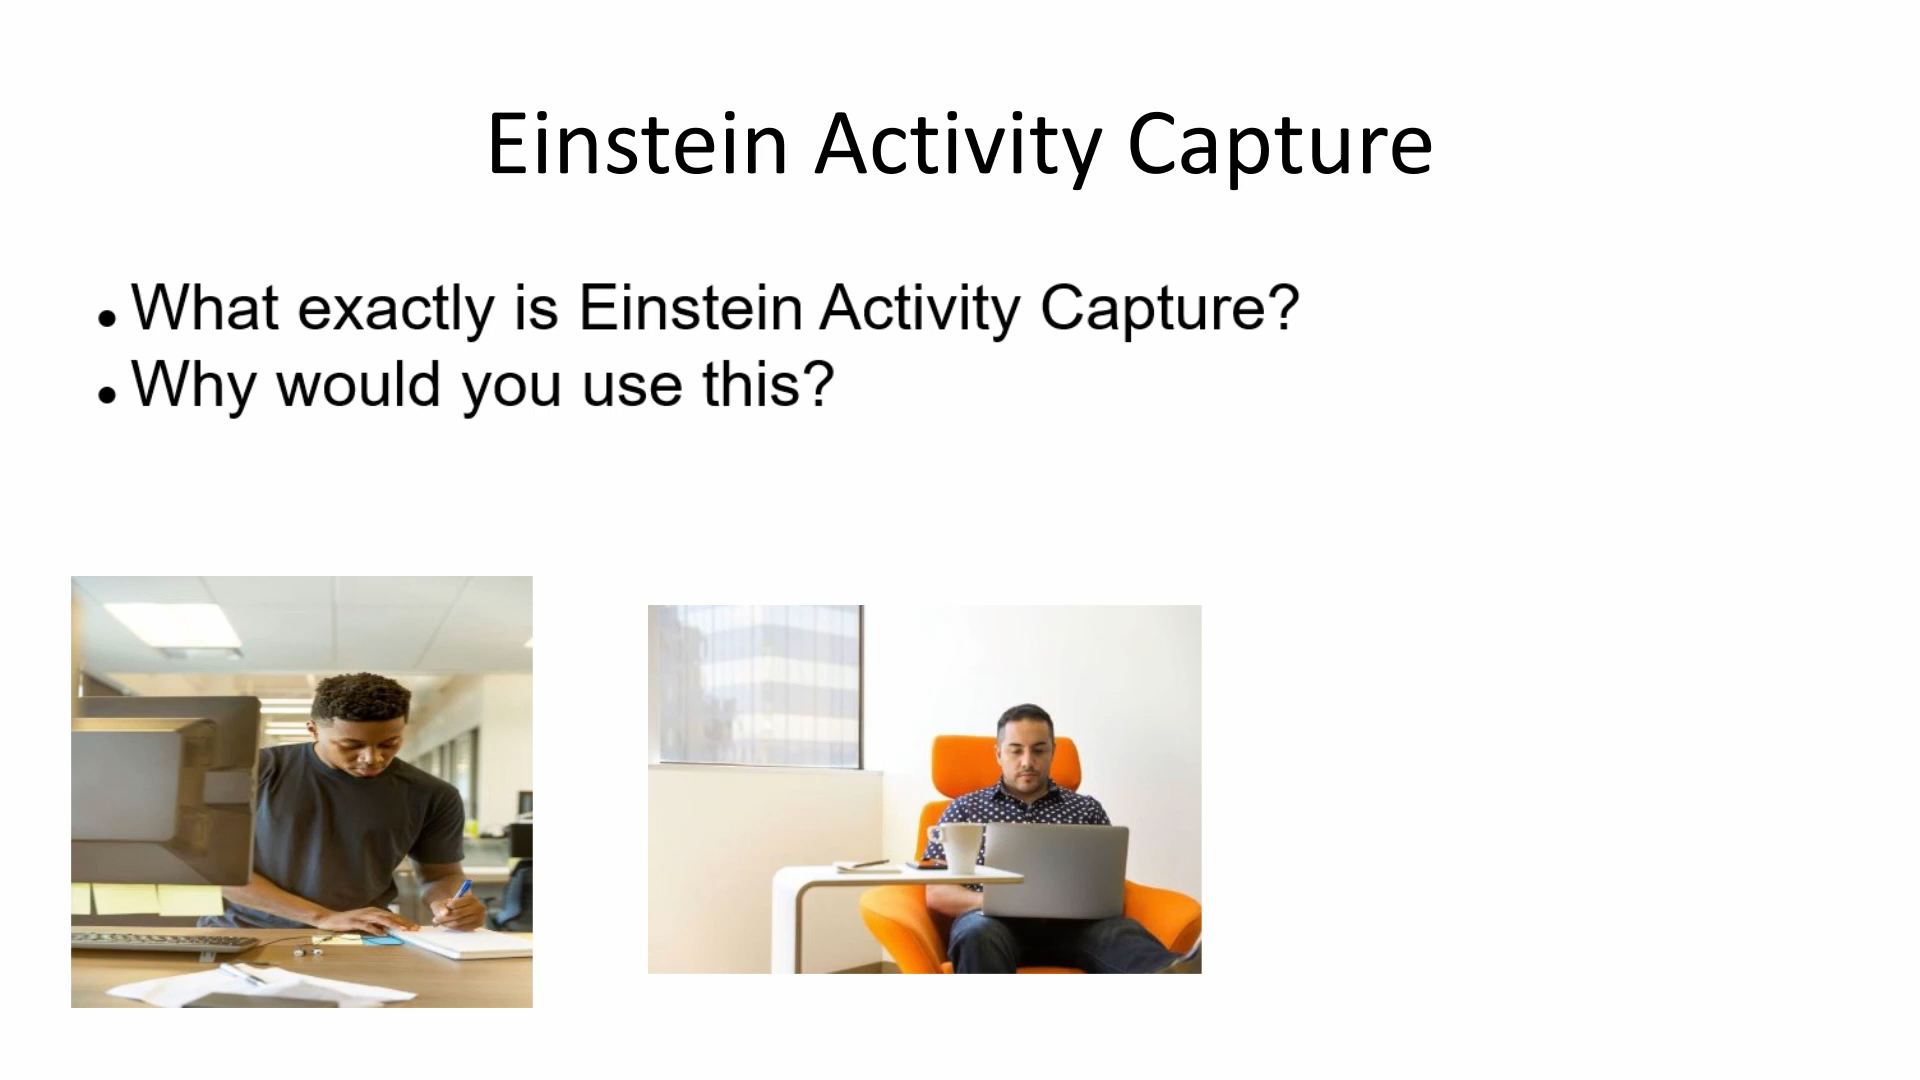 Einstein Activity Capture
• What exactly is Einstein Activity Capture?
• Why would you use this?